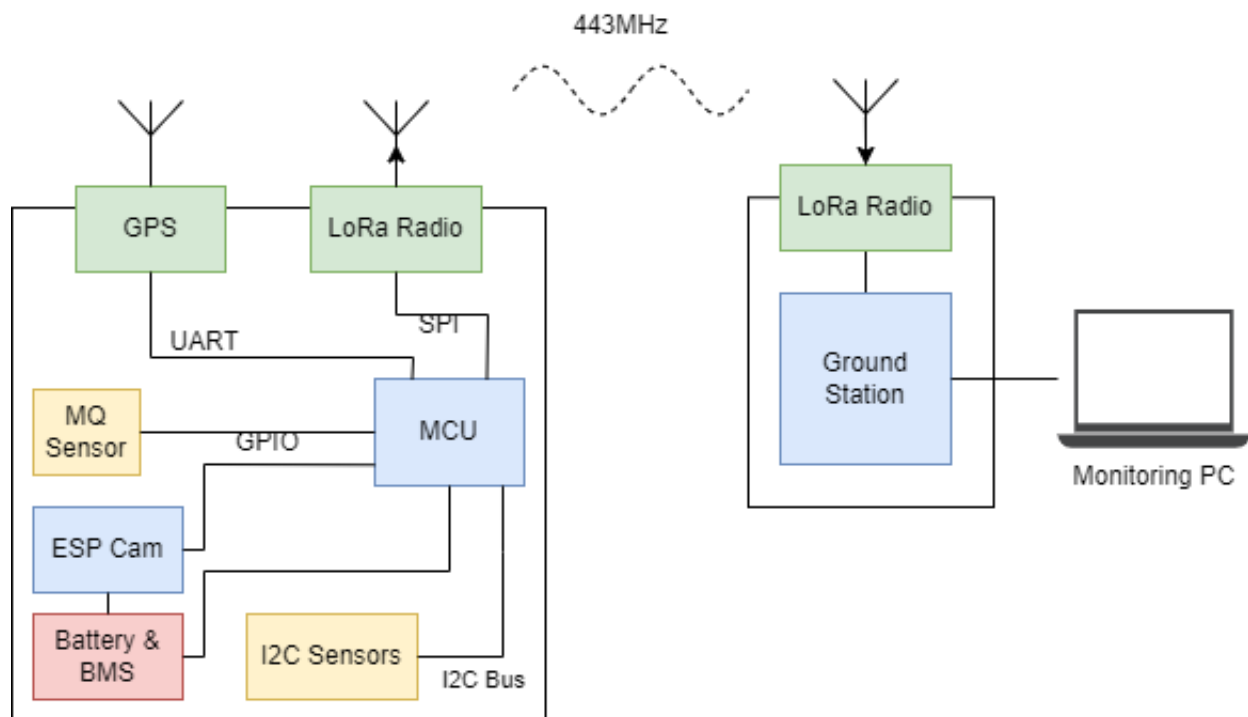 443MHz
GPS
LoRa Radio
LoRa Radio
UART
SPI
Ground
Station
MQ
Sensor
GPIO
MCU
Monitoring PC
ESP Cam
Battery &
BMS
I2C Sensors
I2C Bus